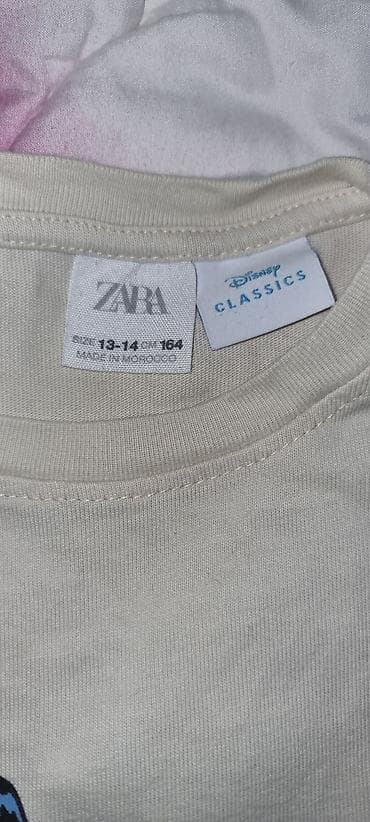 ZARA
SIZE 13-14 CM 164
MADE IN MOROCCO
Disney
CLASSICS